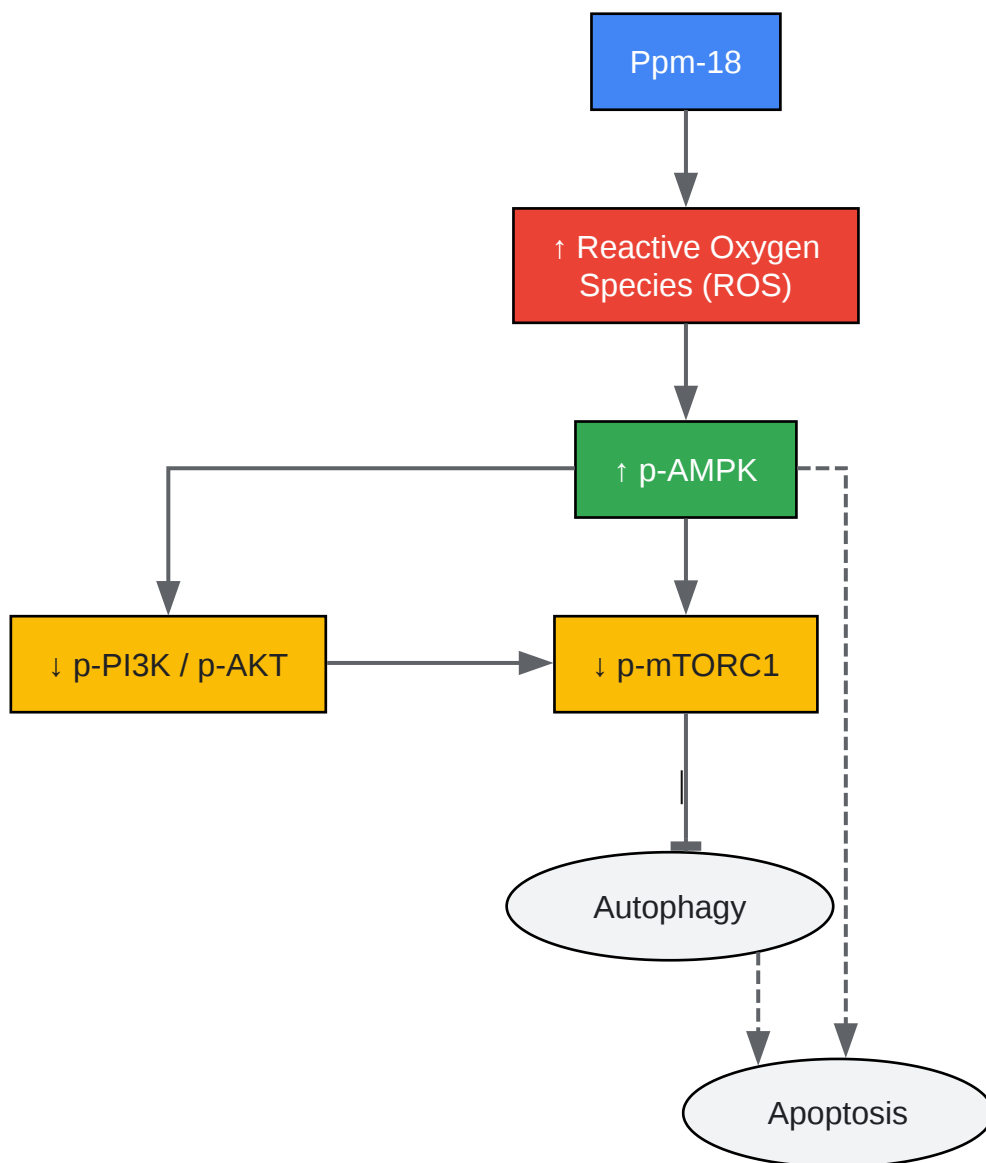 Ppm-18
↑ Reactive Oxygen
Species (ROS)
↑ p-AMPK
↓ p-PI3K / p-AKT
↓ p-mTORC1
|
Autophagy
Apoptosis